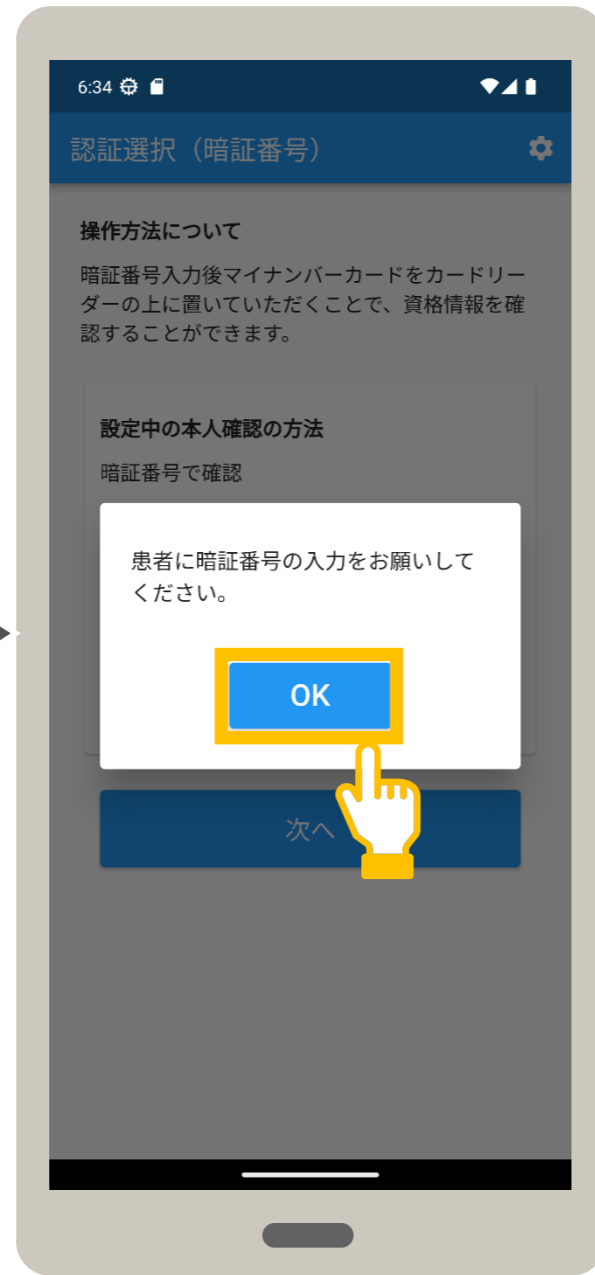 6:34
認証選択（暗証番号）
操作方法について
暗証番号入力後マイナンバーカードをカードリー
ダーの上に置いていただくことで、資格情報を確
認することができます。
設定中の本人確認の方法
暗証番号で確認
患者に暗証番号の入力をお願いして
ください。
OK
次へ